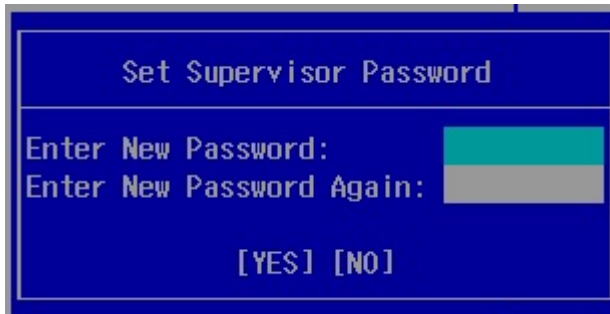 Set Supervisor Password
Enter New Password:
Enter New Password Again:
[YES] [NO]